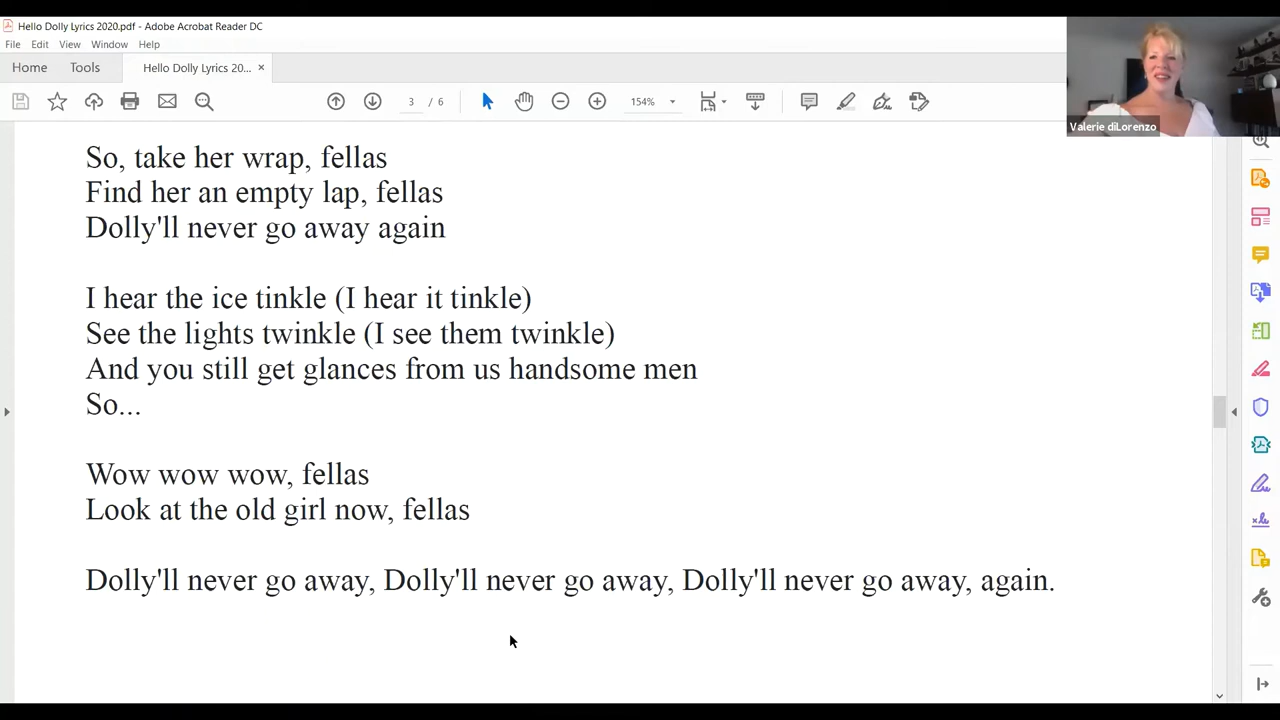 Hello Dolly Lyrics 2020.pdf - Adobe Acrobat Reader DC
File Edit View Window Help
Home Tools Hello Dolly Lyrics 20... ×
3 / 6 154%
Valerie diLorenzo
So, take her wrap, fellas
Find her an empty lap, fellas
Dolly'll never go away again
I hear the ice tinkle (I hear it tinkle)
See the lights twinkle (I see them twinkle)
And you still get glances from us handsome men
So...
Wow wow wow, fellas
Look at the old girl now, fellas
Dolly'll never go away, Dolly'll never go away, Dolly'll never go away, again.